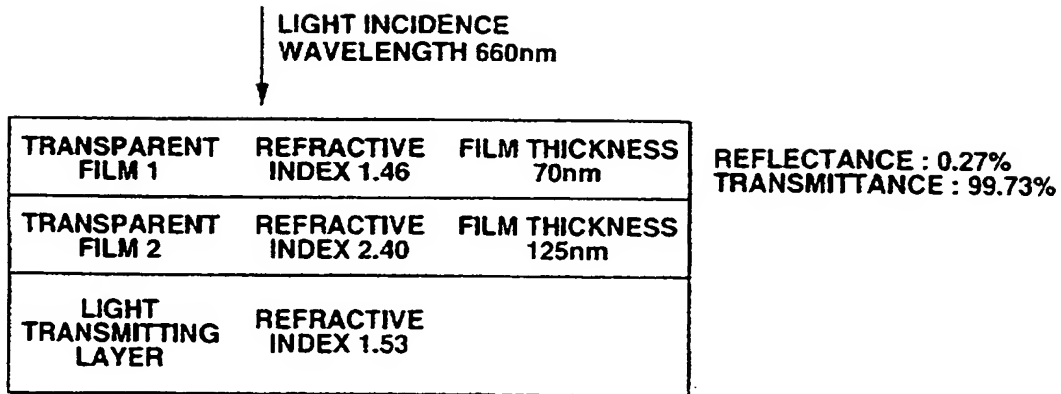 LIGHT INCIDENCE
WAVELENGTH 660nm
TRANSPARENT FILM 1
REFRACTIVE INDEX 1.46
FILM THICKNESS 70nm
REFLECTANCE : 0.27%
TRANSMITTANCE : 99.73%
TRANSPARENT FILM 2
REFRACTIVE INDEX 2.40
FILM THICKNESS 125nm
LIGHT TRANSMITTING LAYER
REFRACTIVE INDEX 1.53